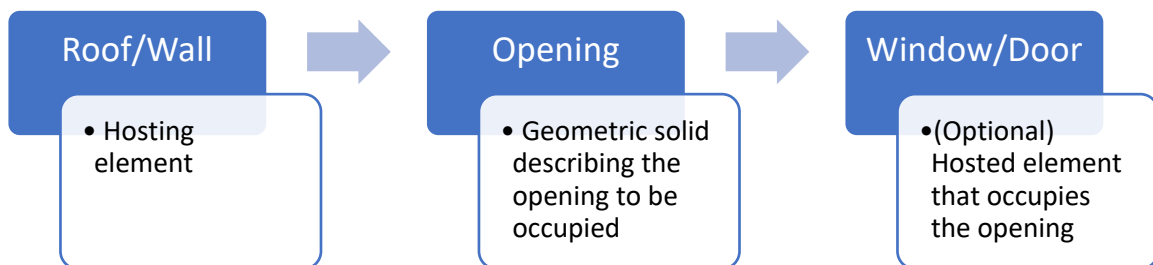 Roof/Wall
• Hosting
element
Opening
• Geometric solid
describing the
opening to be
occupied
Window/Door
•(Optional)
Hosted element
that occupies
the opening